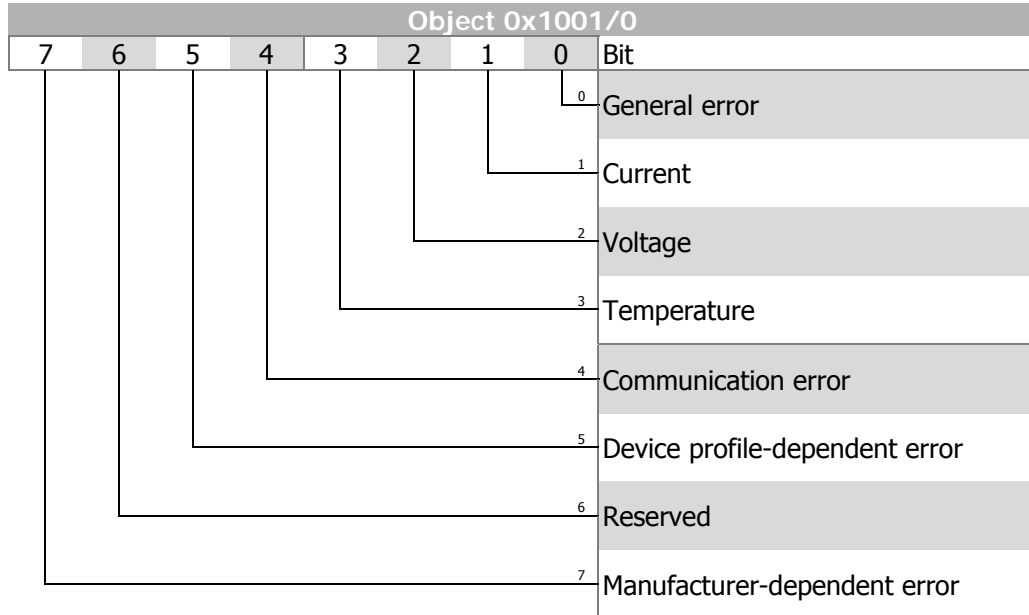 Object 0x1001/0
7 6 5 4 3 2 1 0 Bit
0 General error
1 Current
2 Voltage
3 Temperature
4 Communication error
5 Device profile-dependent error
6 Reserved
7 Manufacturer-dependent error